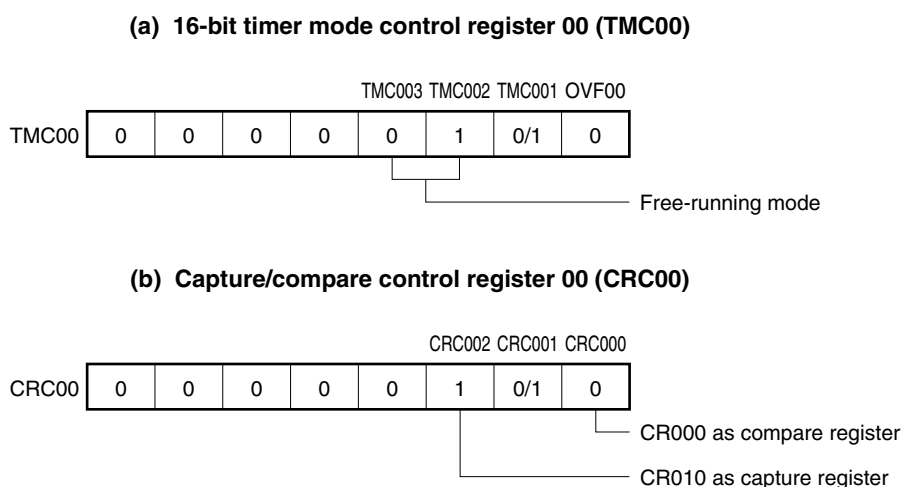 (a) 16-bit timer mode control register 00 (TMC00)
TMC003 TMC002 TMC001 OVF00
TMC00 0 0 0 0 0 1 0/1 0
Free-running mode
(b) Capture/compare control register 00 (CRC00)
CRC002 CRC001 CRC000
CRC00 0 0 0 0 0 1 0/1 0
CR000 as compare register
CR010 as capture register